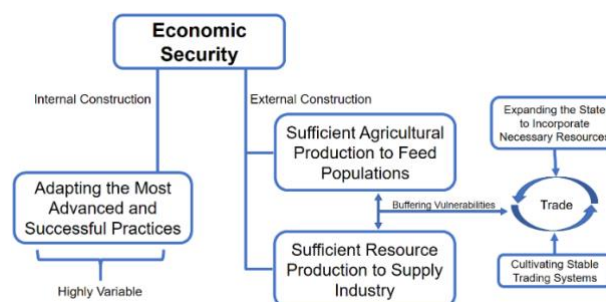 Economic
Security
Internal Construction
External Construction
Adapting the Most
Advanced and
Successful Practices
Highly Variable
Sufficient Agricultural
Production to Feed
Populations
Buffering Vulnerabilities
Sufficient Resource
Production to Supply
Industry
Expanding the State
to Incorporate
Necessary Resources
Trade
Cultivating Stable
Trading Systems